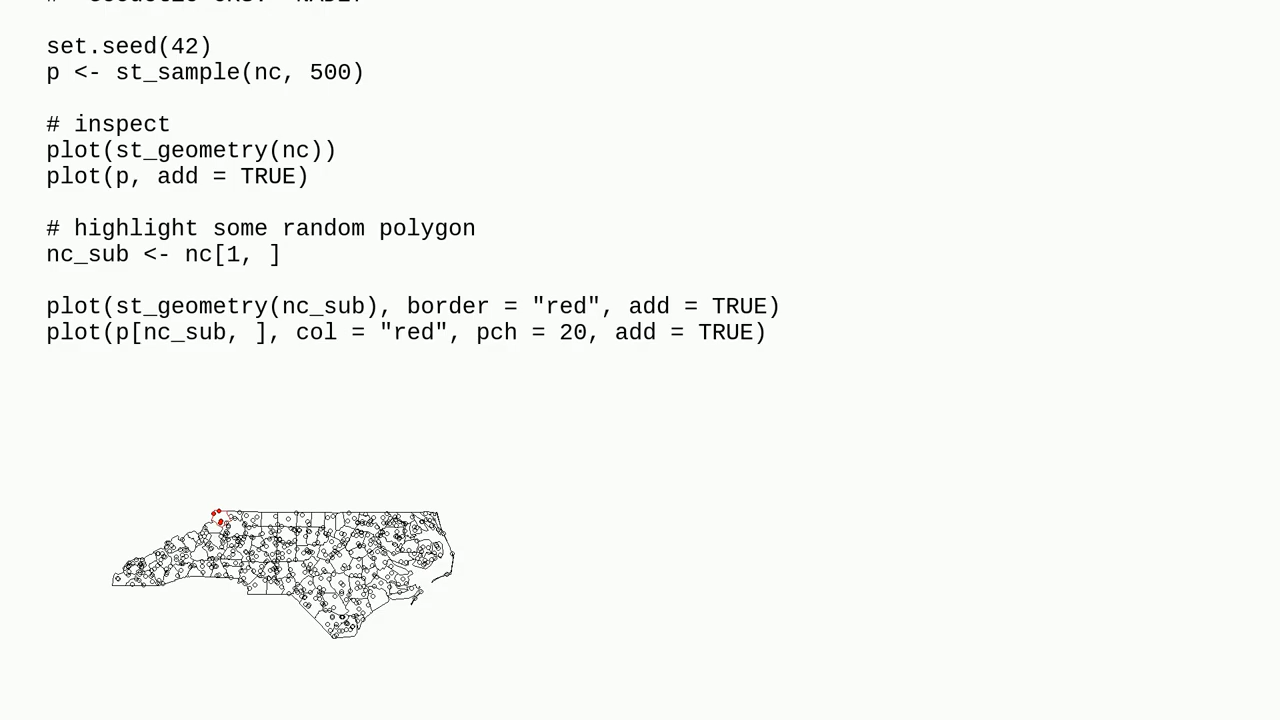 set.seed(42)
p <- st_sample(nc, 500)
# inspect
plot(st_geometry(nc))
plot(p, add = TRUE)
# highlight some random polygon
nc_sub <- nc[1, ]
plot(st_geometry(nc_sub), border = "red", add = TRUE)
plot(p[nc_sub, ], col = "red", pch = 20, add = TRUE)